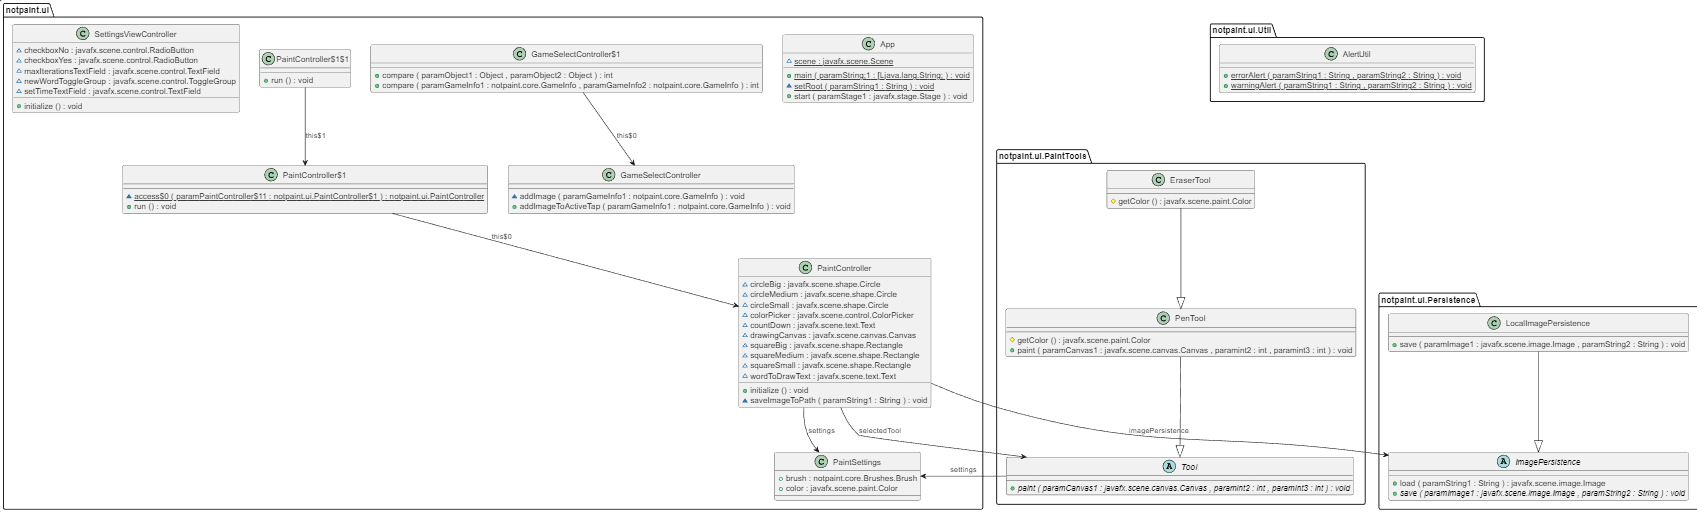 notpaint.ui
SettingsViewController
checkboxNo : javafx.scene.control.RadioButton
checkboxYes : javafx.scene.control.RadioButton
maxIterationsTextField : javafx.scene.control.TextField
newWordToggleGroup : javafx.scene.control.ToggleGroup
setTimeTextField : javafx.scene.control.TextField
initialize () : void
PaintController$1$1
run () : void
GameSelectController$1
compare ( paramObject1 : Object , paramObject2 : Object ) : int
compare ( paramGameInfo1 : notpaint.core.GameInfo , paramGameInfo2 : notpaint.core.GameInfo ) : int
App
scene : javafx.scene.Scene
main ( paramString;1 : [Ljava.lang.String; ) : void
setRoot ( paramString1 : String ) : void
start ( paramStage1 : javafx.stage.Stage ) : void
notpaint.ui.Util
AlertUtil
errorAlert ( paramString1 : String , paramString2 : String ) : void
warningAlert ( paramString1 : String , paramString2 : String ) : void
this$1
this$0
PaintController$1
access$0 ( paramPaintController$11 : notpaint.ui.PaintController$1 ) : notpaint.ui.PaintController
run () : void
GameSelectController
addImage ( paramGameInfo1 : notpaint.core.GameInfo ) : void
addImageToActiveTap ( paramGameInfo1 : notpaint.core.GameInfo ) : void
notpaint.ui.PaintTools
EraserTool
getColor () : javafx.scene.paint.Color
this$0
PaintController
circleBig : javafx.scene.shape.Circle
circleMedium : javafx.scene.shape.Circle
circleSmall : javafx.scene.shape.Circle
colorPicker : javafx.scene.control.ColorPicker
countDown : javafx.scene.text.Text
drawingCanvas : javafx.scene.canvas.Canvas
squareBig : javafx.scene.shape.Rectangle
squareMedium : javafx.scene.shape.Rectangle
squareSmall : javafx.scene.shape.Rectangle
wordToDrawText : javafx.scene.text.Text
initialize () : void
saveImageToPath ( paramString1 : String ) : void
PenTool
getColor () : javafx.scene.paint.Color
paint ( paramCanvas1 : javafx.scene.canvas.Canvas , paramint2 : int , paramint3 : int ) : void
notpaint.ui.Persistence
LocalImagePersistence
save ( paramImage1 : javafx.scene.image.Image , paramString2 : String ) : void
settings
selectedTool
imagePersistence
PaintSettings
brush : notpaint.core.Brushes.Brush
color : javafx.scene.paint.Color
settings
Tool
paint ( paramCanvas1 : javafx.scene.canvas.Canvas , paramint2 : int , paramint3 : int ) : void
ImagePersistence
load ( paramString1 : String ) : javafx.scene.image.Image
save ( paramImage1 : javafx.scene.image.Image , paramString2 : String ) : void